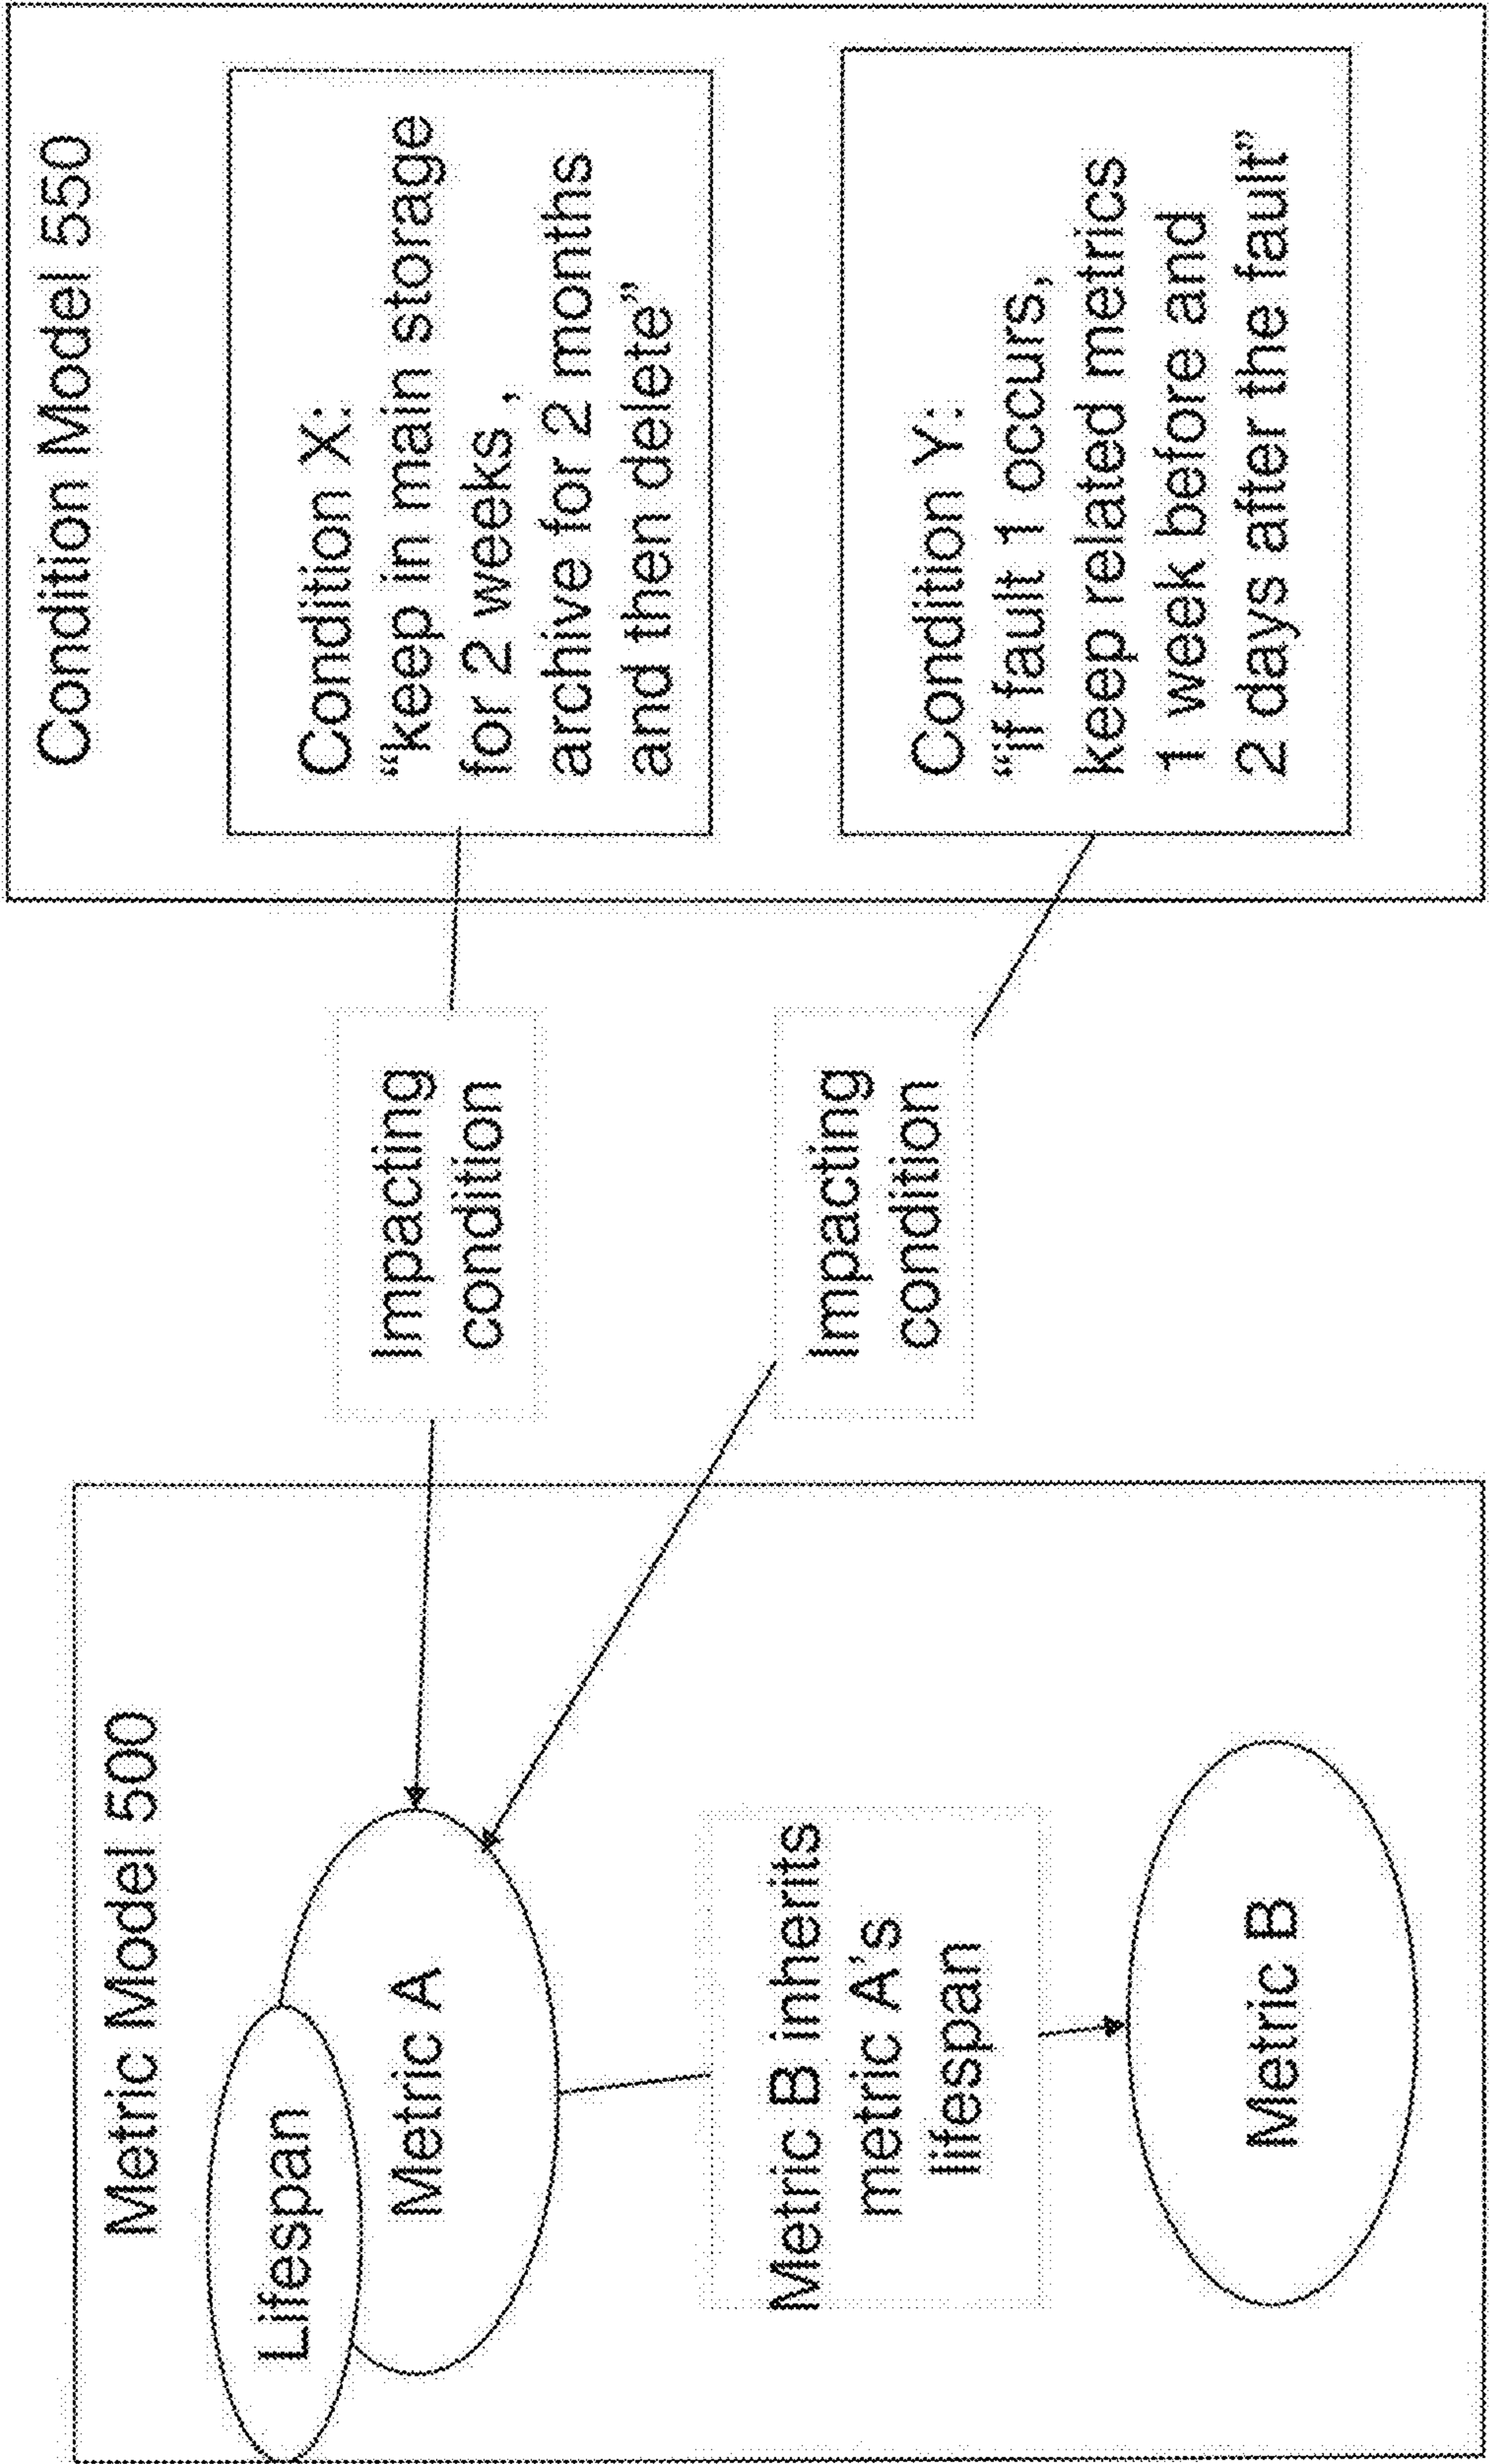 Metric Model 500
Lifespan
Metric A
Metric B inherits
metric A's
lifespan
Metric B
Impacting
condition
Impacting
condition
Condition Model 550
Condition X:
“keep in main storage
for 2 weeks,
archive for 2 months
and then delete”
Condition Y:
“if fault 1 occurs,
keep related metrics
1 week before and
2 days after the fault”